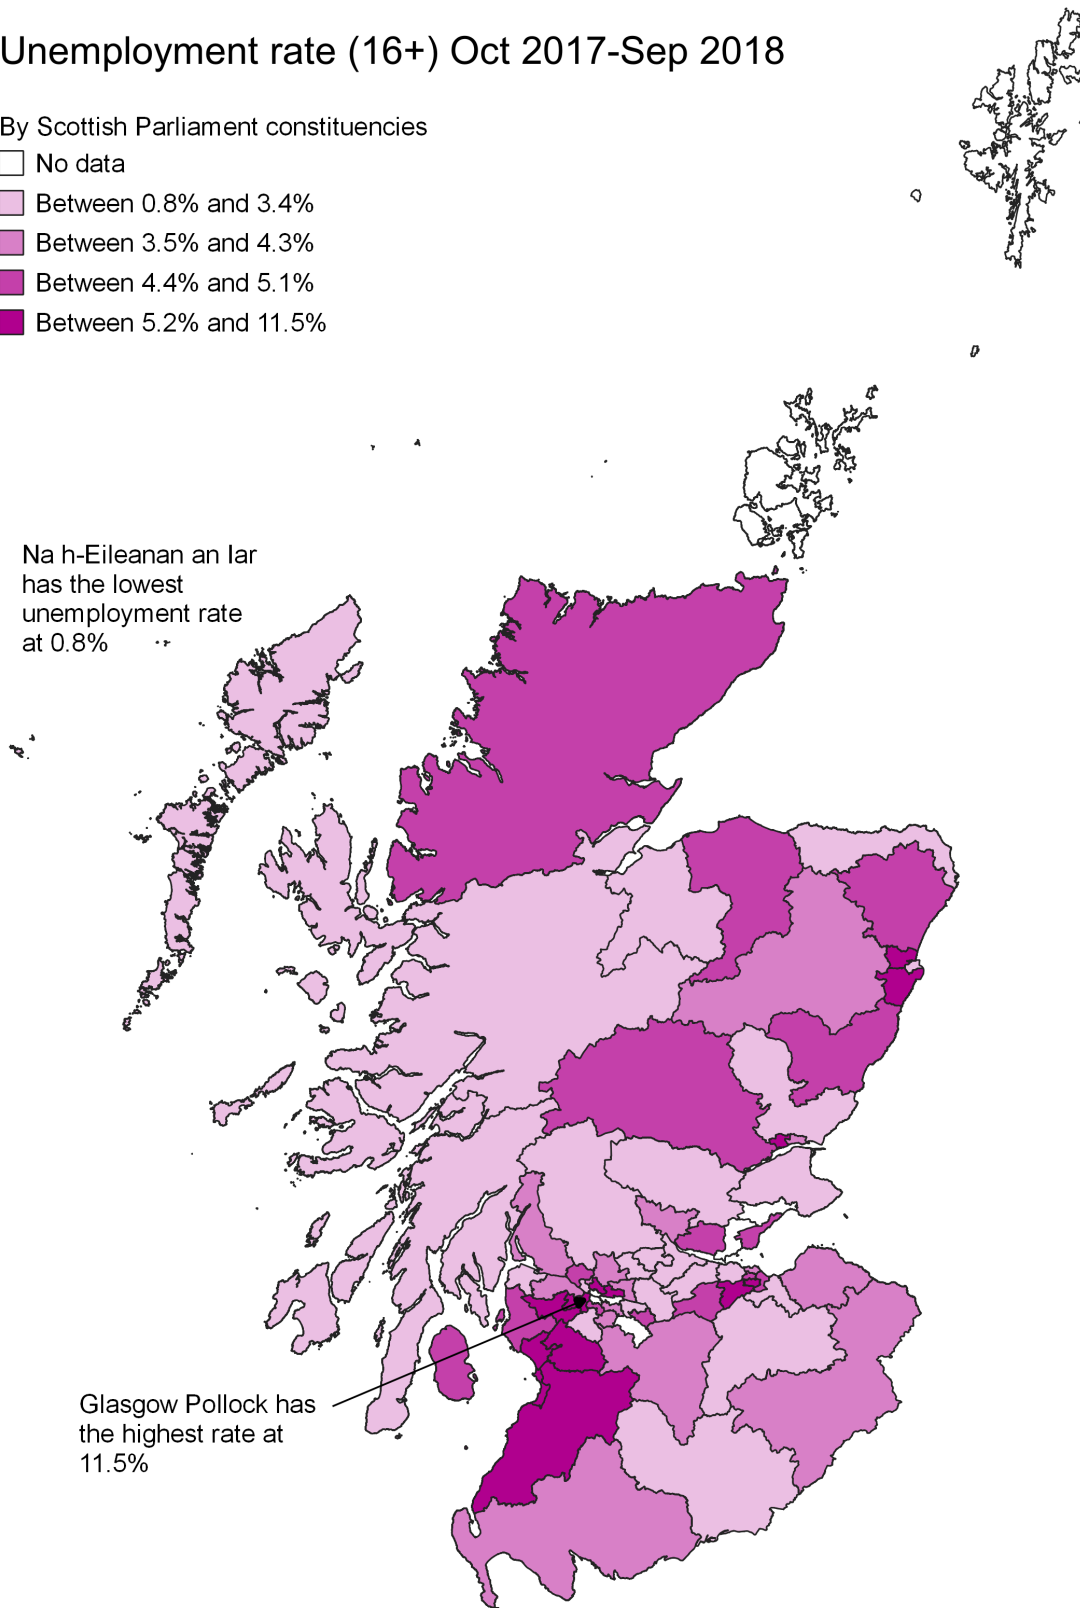 Unemployment rate (16+) Oct 2017-Sep 2018
By Scottish Parliament constituencies
No data
Between 0.8% and 3.4%
Between 3.5% and 4.3%
Between 4.4% and 5.1%
Between 5.2% and 11.5%
Na h-Eileanan an Iar
has the lowest
unemployment rate
at 0.8%
Glasgow Pollock has
the highest rate at
11.5%